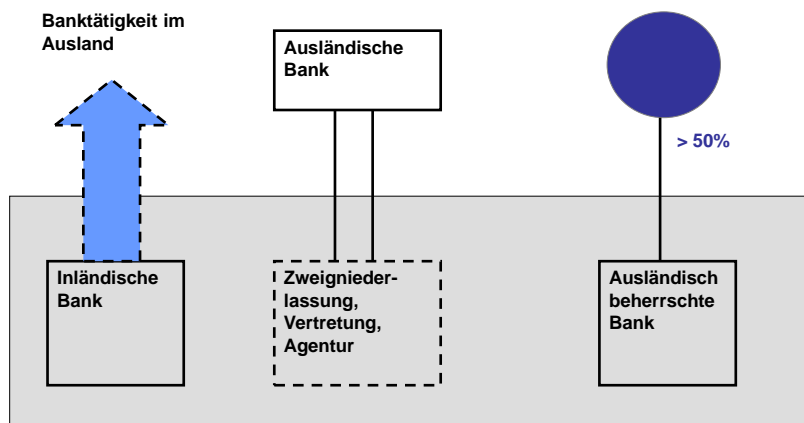 Banktätigkeit im
Ausland
Ausländische
Bank
> 50%
Inländische
Bank
Zweignieder-
lassung,
Vertretung,
Agentur
Ausländisch
beherrschte
Bank